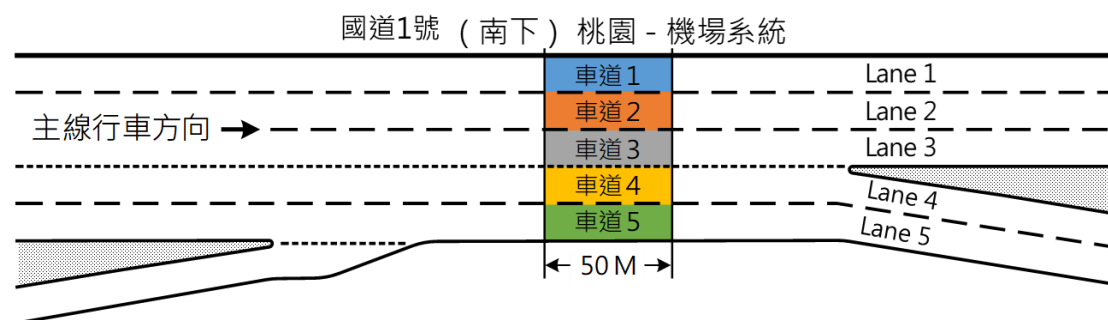 國道1號 (南下) 桃園 - 機場系統
車道1 Lane 1
車道2 Lane 2
主線行車方向
車道3 Lane 3
車道4 Lane 4
車道5 Lane 5
50 M